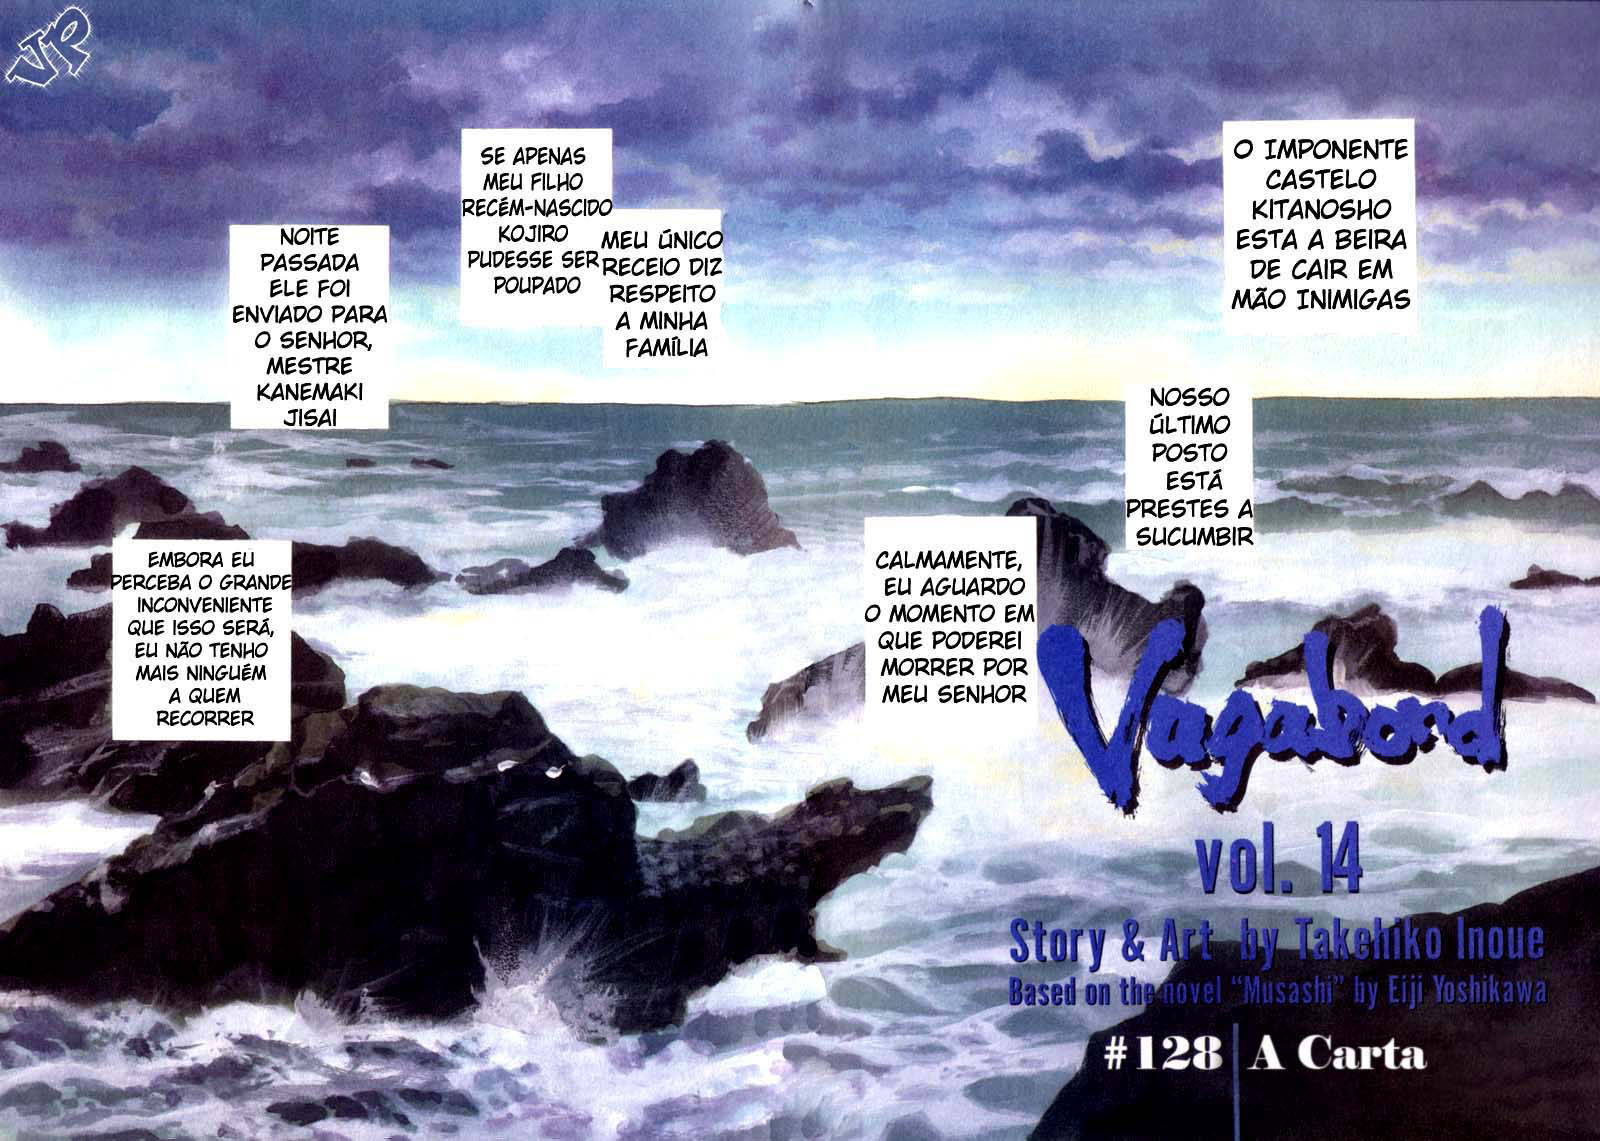 JP
O IMPONENTE
CASTELO
KITANOSHO
ESTA A BEIRA
DE CAIR EM
MÃO INIMIGAS
NOSSO
ÚLTIMO
POSTO
ESTÁ
PRESTES A
SUCUMBIR
CALMAMENTE,
EU AGUARDO
O MOMENTO EM
QUE PODEREI
MORRER POR
MEU SENHOR
MEU ÚNICO
RECEIO DIZ
RESPEITO
A MINHA
FAMÍLIA
SE APENAS
MEU FILHO
RECÉM-NASCIDO
KOJIRO
PUDESSE SER
POUPADO
NOITE
PASSADA
ELE FOI
ENVIADO PARA
O SENHOR,
MESTRE
KANEMAKI
JISAI
EMBORA EU
PERCEBA O GRANDE
INCONVENIENTE
QUE ISSO SERÁ,
EU NÃO TENHO
MAIS NINGUÉM
A QUEM
RECORRER
Vagabond
vol. 14
Story & Art by Takehiko Inoue
Based on the novel “Musashi” by Eiji Yoshikawa
#128 A Carta